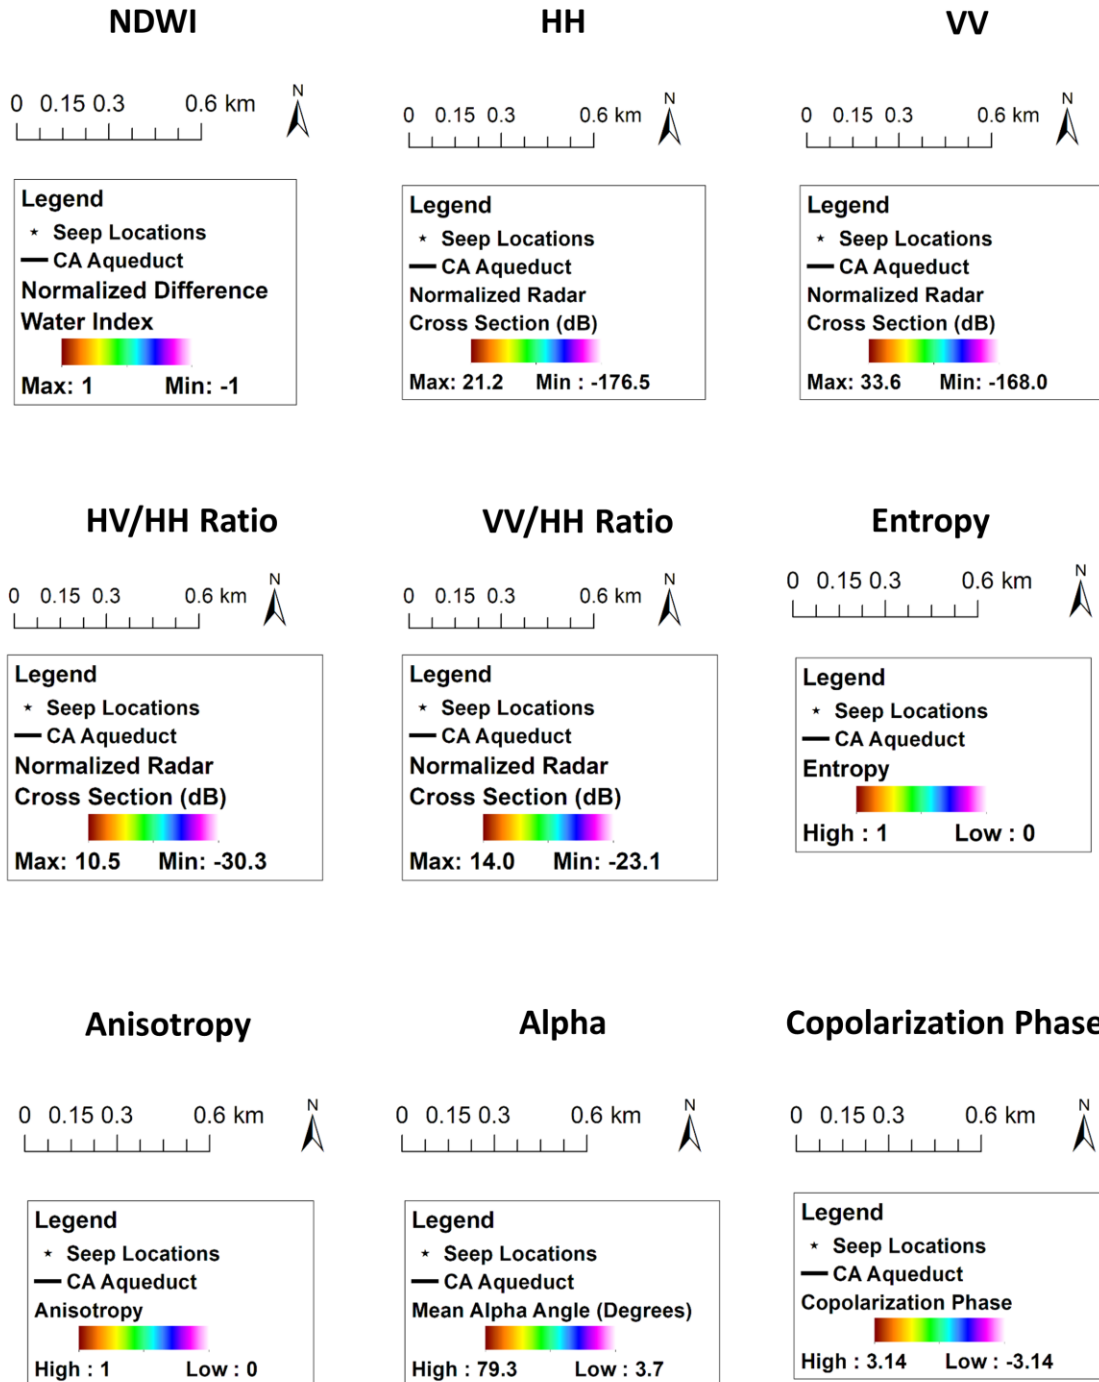 NDWI
0 0.15 0.3 0.6 km
N
Legend
Seep Locations
CA Aqueduct
Normalized Difference
Water Index
Max: 1 Min: -1
HH
0 0.15 0.3 0.6 km
N
Legend
Seep Locations
CA Aqueduct
Normalized Radar
Cross Section (dB)
Max: 21.2 Min : -176.5
VV
0 0.15 0.3 0.6 km
N
Legend
Seep Locations
CA Aqueduct
Normalized Radar
Cross Section (dB)
Max: 33.6 Min: -168.0
HV/HH Ratio
0 0.15 0.3 0.6 km
N
Legend
Seep Locations
CA Aqueduct
Normalized Radar
Cross Section (dB)
Max: 10.5 Min: -30.3
VV/HH Ratio
0 0.15 0.3 0.6 km
N
Legend
Seep Locations
CA Aqueduct
Normalized Radar
Cross Section (dB)
Max: 14.0 Min: -23.1
Entropy
0 0.15 0.3 0.6 km
N
Legend
Seep Locations
CA Aqueduct
Entropy
High : 1 Low : 0
Anisotropy
0 0.15 0.3 0.6 km
N
Legend
Seep Locations
CA Aqueduct
Anisotropy
High : 1 Low : 0
Alpha
0 0.15 0.3 0.6 km
N
Legend
Seep Locations
CA Aqueduct
Mean Alpha Angle (Degrees)
High : 79.3 Low : 3.7
Copolarization Phase
0 0.15 0.3 0.6 km
N
Legend
Seep Locations
CA Aqueduct
Copolarization Phase
High : 3.14 Low : -3.14